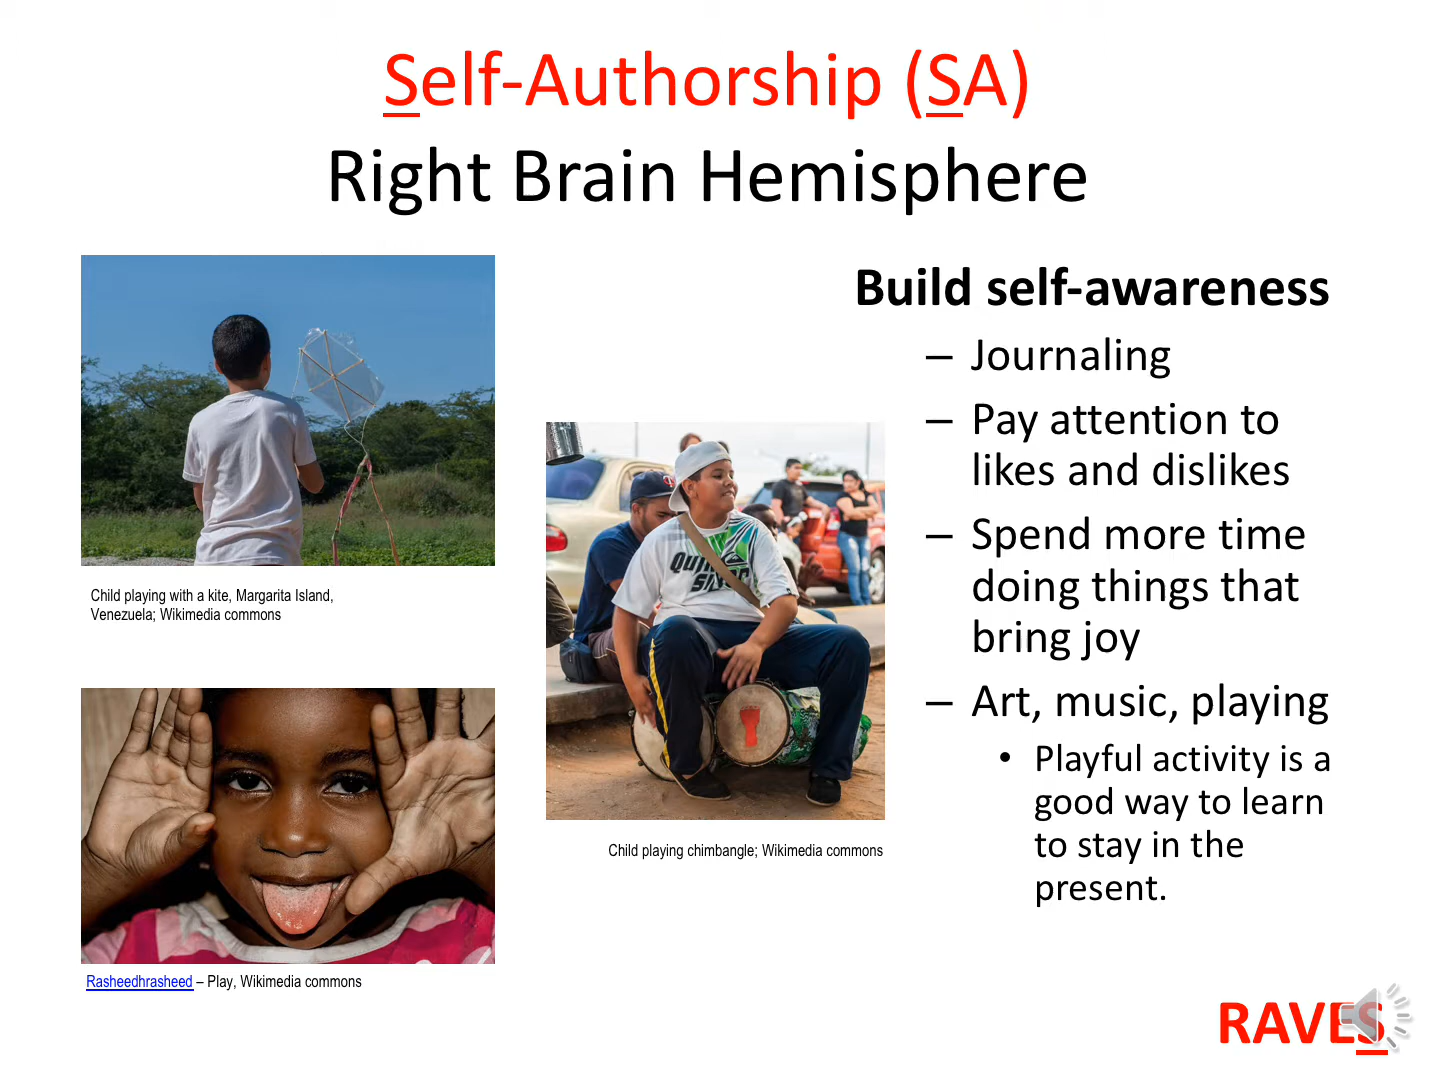 Self-Authorship (SA)
Right Brain Hemisphere
Build self-awareness
– Journaling
– Pay attention to
likes and dislikes
– Spend more time
doing things that
bring joy
– Art, music, playing
• Playful activity is a
good way to learn
to stay in the
present.
Child playing with a kite, Margarita Island,
Venezuela; Wikimedia commons
QUIK
SILVER
Child playing chimbangle; Wikimedia commons
Rasheedhrasheed – Play, Wikimedia commons
RAVES